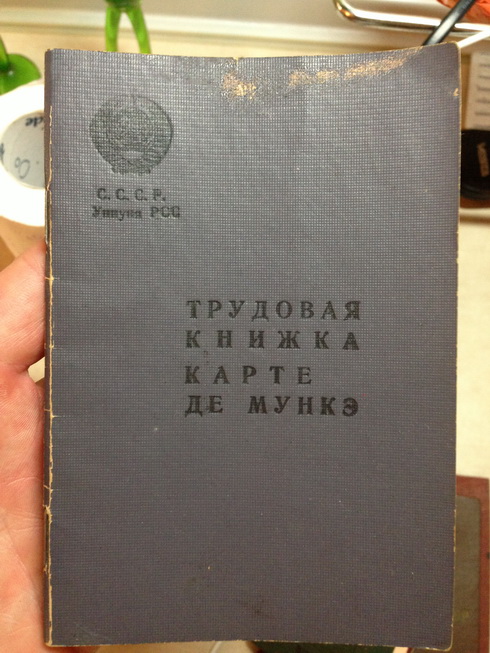 С. С. С. Р.
Униуня РСС
ТРУДОВАЯ
КНИЖКА
КАРТЕ
ДЕ МУНКЭ